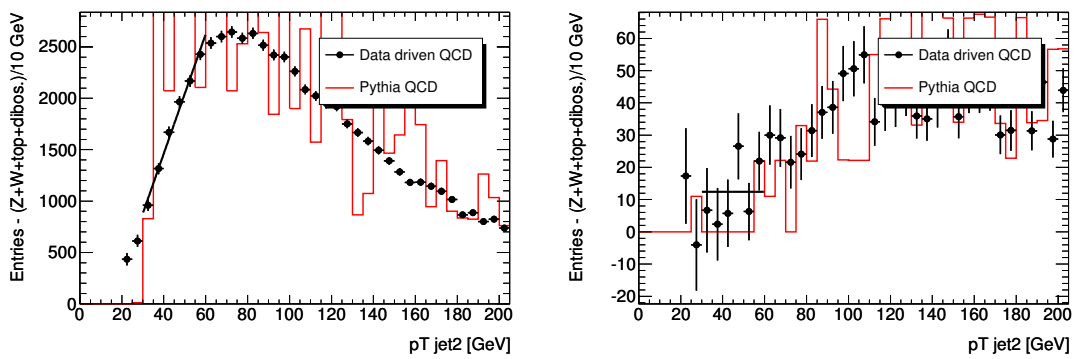 Entries - (Z+W+top+dibos.)/10 GeV
2500
2000
1500
1000
500
0
0 20 40 60 80 100 120 140 160 180 200
pT jet2 [GeV]
Data driven QCD
Pythia QCD
Entries - (Z+W+top+dibos.)/10 GeV
60
50
40
30
20
10
0
-10
-20
0 20 40 60 80 100 120 140 160 180 200
pT jet2 [GeV]
Data driven QCD
Pythia QCD